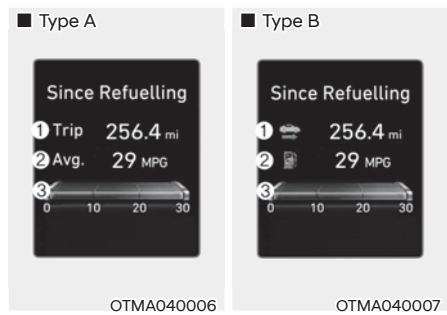 ■ Type A
Since Refuelling
1 Trip 256.4 mi
2 Avg. 29 MPG
3
0 10 20 30
OTMA040006
■ Type B
Since Refuelling
1 256.4 mi
2 29 MPG
3
0 10 20 30
OTMA040007